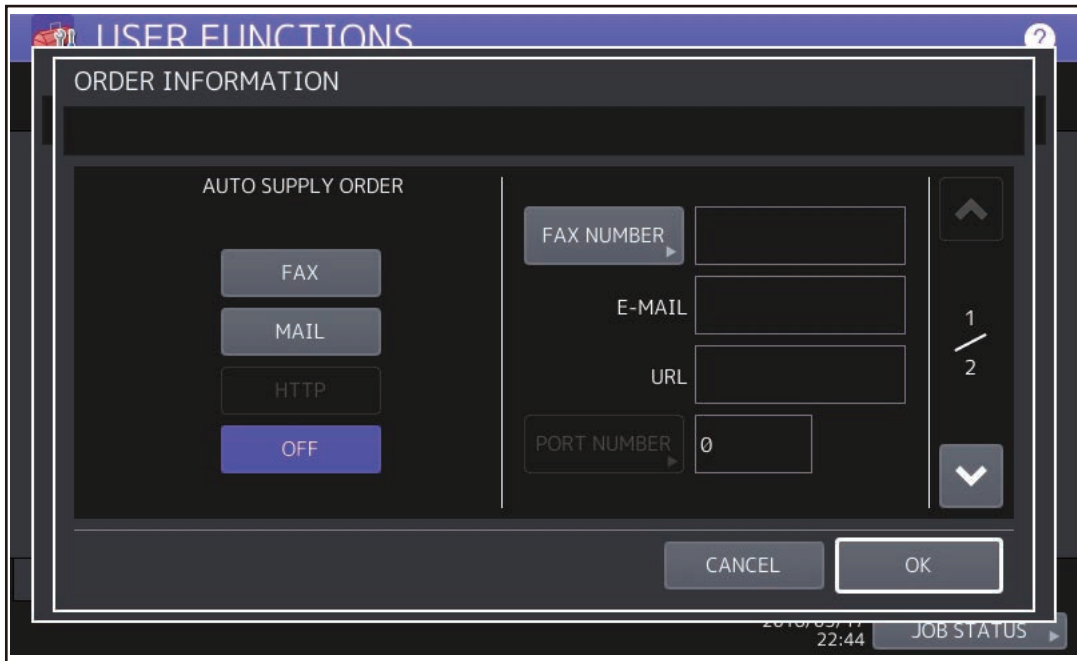 USER FUNCTIONS
?
ORDER INFORMATION
AUTO SUPPLY ORDER
FAX
MAIL
HTTP
OFF
FAX NUMBER
E-MAIL
URL
PORT NUMBER
0
1
2
CANCEL
OK
22:44
JOB STATUS